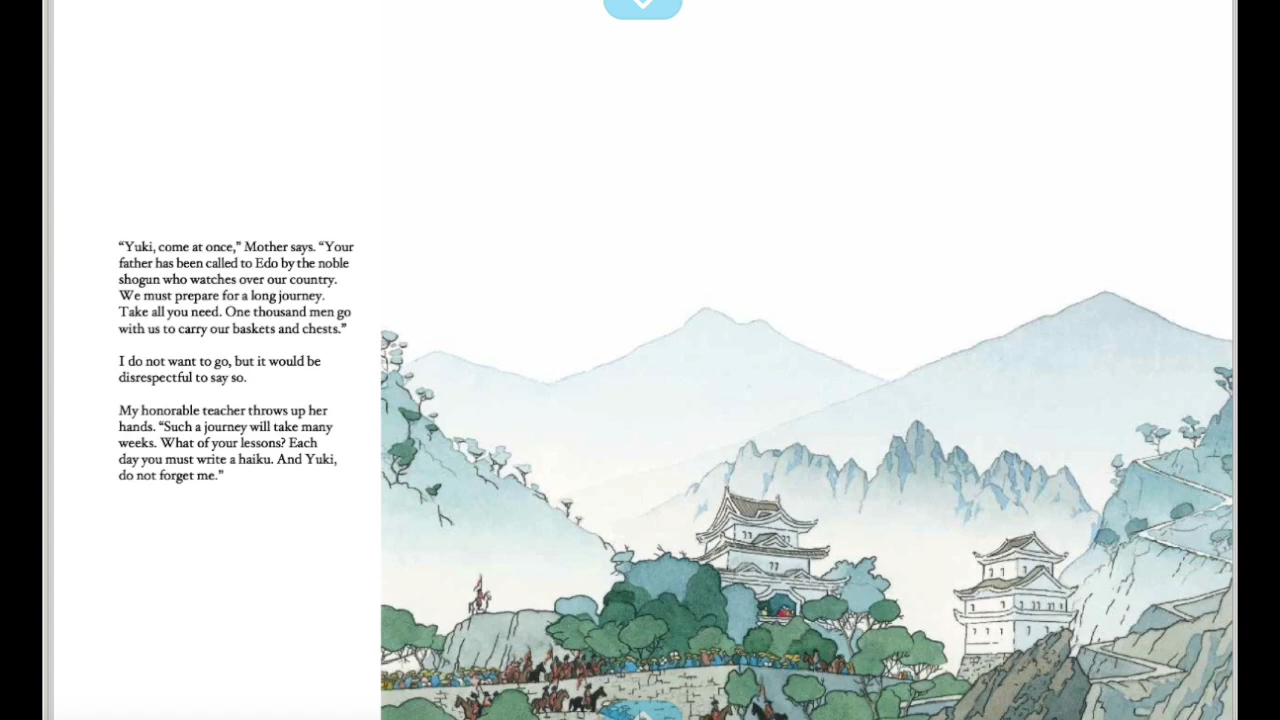 “Yuki, come at once,” Mother says. “Your
father has been called to Edo by the noble
shogun who watches over our country.
We must prepare for a long journey.
Take all you need. One thousand men go
with us to carry our baskets and chests.”
I do not want to go, but it would be
disrespectful to say so.
My honorable teacher throws up her
hands. “Such a journey will take many
weeks. What of your lessons? Each
day you must write a haiku. And Yuki,
do not forget me.”